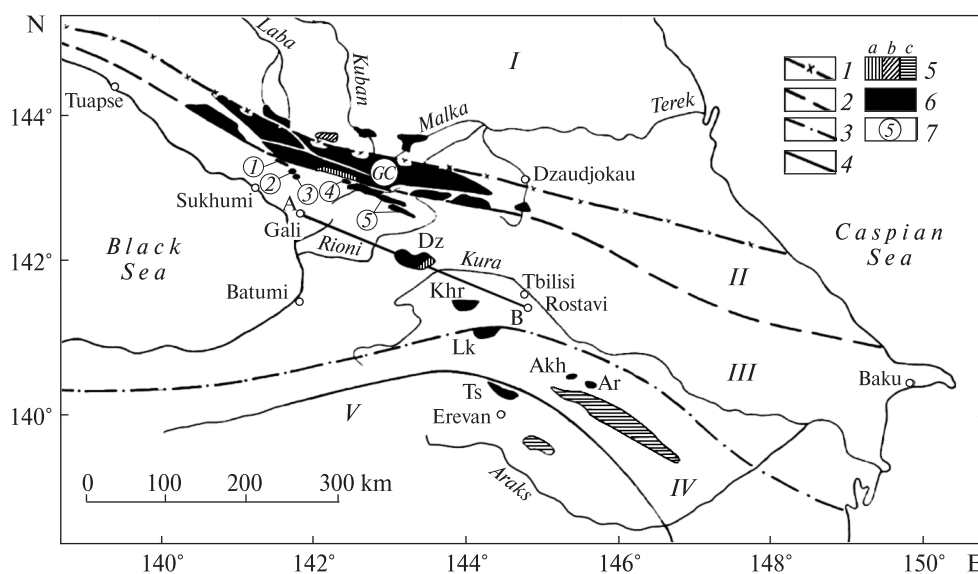 N
Laba
Kuban
I
a b c
1
5
2
6
3
5
7
4
Tuapse
144°
Malka
Terek
GC
Dzaudjokau
1
2
3
4
5
Sukhumi
A
Gali
Rioni
Dz
Black
Sea
Caspian
Sea
142°
II
Kura
Tbilisi
Rostavi
Batumi
Khr
B
Lk
Akh
Ar
III
Baku
Ts
V
Erevan
140°
Araks
IV
0 100 200 300 km
140° 142° 144° 146° 148° 150° E